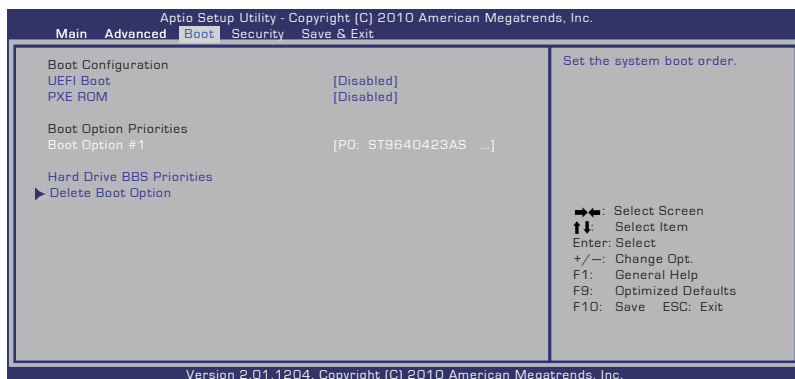 Aptio Setup Utility - Copyright (C) 2010 American Megatrends, Inc.
Main Advanced Boot Security Save & Exit
Boot Configuration
UEFI Boot [Disabled]
PXE ROM [Disabled]
Boot Option Priorities
Boot Option #1 [P0: ST9640423AS ...]
Hard Drive BBS Priorities
Delete Boot Option
Set the system boot order.
→←: Select Screen
↑↓: Select Item
Enter: Select
+/—: Change Opt.
F1: General Help
F9: Optimized Defaults
F10: Save ESC: Exit
Version 2.01.1204. Copyright (C) 2010 American Megatrends, Inc.